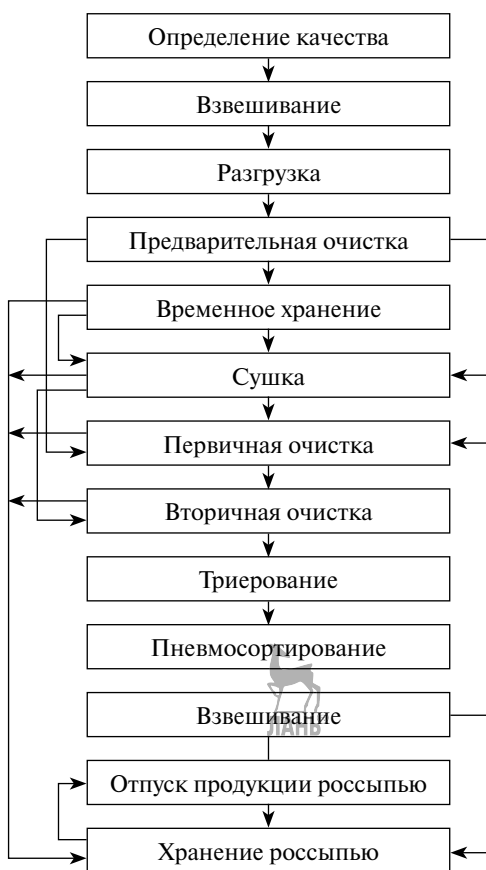 Определение качества
Взвешивание
Разгрузка
Предварительная очистка
Временное хранение
Сушка
Первичная очистка
Вторичная очистка
Триерование
Пневмосортирование
Взвешивание
ЛАНЬ
Отпуск продукции россыпью
Хранение россыпью